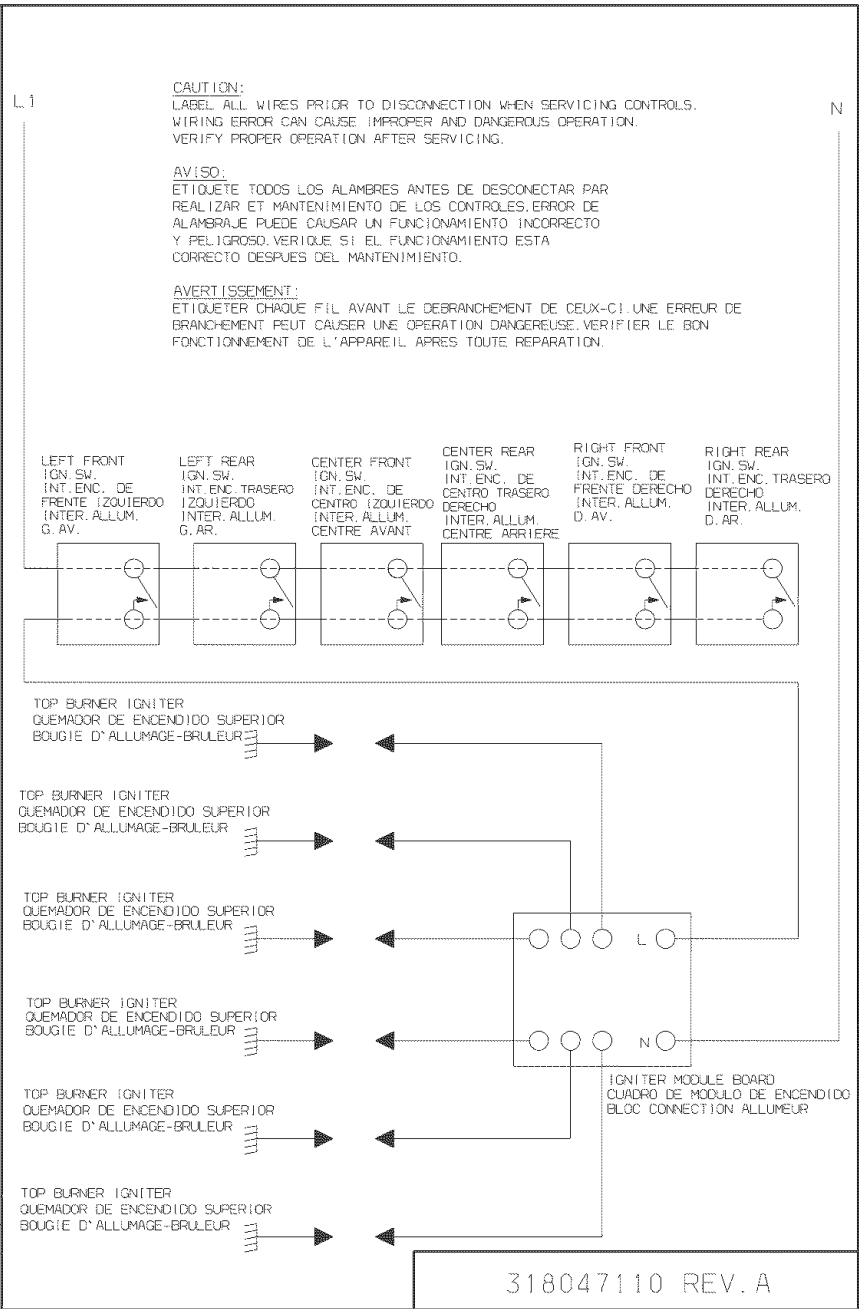 L1
N
CAUTION:
LABEL ALL WIRES PRIOR TO DISCONNECTION WHEN SERVICING CONTROLS.
WIRING ERROR CAN CAUSE IMPROPER AND DANGEROUS OPERATION.
VERIFY PROPER OPERATION AFTER SERVICING.
AVISO:
ETIQUETE TODOS LOS ALAMBRES ANTES DE DESCONECTAR PAR
REALIZAR ET MANTENIMIENTO DE LOS CONTROLES.ERROR DE
ALAMBRAJE PUEDE CAUSAR UN FUNCIONAMIENTO INCORRECTO
Y PELIGROSO.VERIQUE SI EL FUNCIONAMIENTO ESTA
CORRECTO DESPUES DEL MANTENIMIENTO.
AVERTISSEMENT:
ETIQUETER CHAQUE FIL AVANT LE DEBRANCHEMENT DE CEUX-CI.UNE ERREUR DE
BRANCHEMENT PEUT CAUSER UNE OPERATION DANGEREUSE.VERIFIER LE BON
FONCTIONNEMENT DE L'APPAREIL APRES TOUTE REPARATION.
LEFT FRONT
IGN.SW.
INT.ENC. DE
FRENTE IZQUIERDO
INTER.ALLUM.
G.AV.
LEFT REAR
IGN.SW.
INT.ENC.TRASERO
IZQUIERDO
INTER.ALLUM.
G.AR.
CENTER FRONT
IGN.SW.
INT.ENC. DE
CENTRO IZQUIERDO
INTER.ALLUM.
CENTRE AVANT
CENTER REAR
IGN.SW.
INT.ENC. DE
CENTRO TRASERO
DERECHO
INTER.ALLUM.
CENTRE ARRIERE
RIGHT FRONT
IGN.SW.
INT.ENC. DE
FRENTE DERECHO
INTER.ALLUM.
D.AV.
RIGHT REAR
IGN.SW.
INT.ENC.TRASERO
DERECHO
INTER.ALLUM.
D.AR.
TOP BURNER IGNITER
QUEMADOR DE ENCENDIDO SUPERIOR
BOUGIE D'ALLUMAGE-BRULEUR
TOP BURNER IGNITER
QUEMADOR DE ENCENDIDO SUPERIOR
BOUGIE D'ALLUMAGE-BRULEUR
TOP BURNER IGNITER
QUEMADOR DE ENCENDIDO SUPERIOR
BOUGIE D'ALLUMAGE-BRULEUR
L
TOP BURNER IGNITER
QUEMADOR DE ENCENDIDO SUPERIOR
BOUGIE D'ALLUMAGE-BRULEUR
N
IGNITER MODULE BOARD
CUADRO DE MODULO DE ENCENDIDO
BLOC CONNECTION ALLUMEUR
TOP BURNER IGNITER
QUEMADOR DE ENCENDIDO SUPERIOR
BOUGIE D'ALLUMAGE-BRULEUR
TOP BURNER IGNITER
QUEMADOR DE ENCENDIDO SUPERIOR
BOUGIE D'ALLUMAGE-BRULEUR
318047110 REV.A